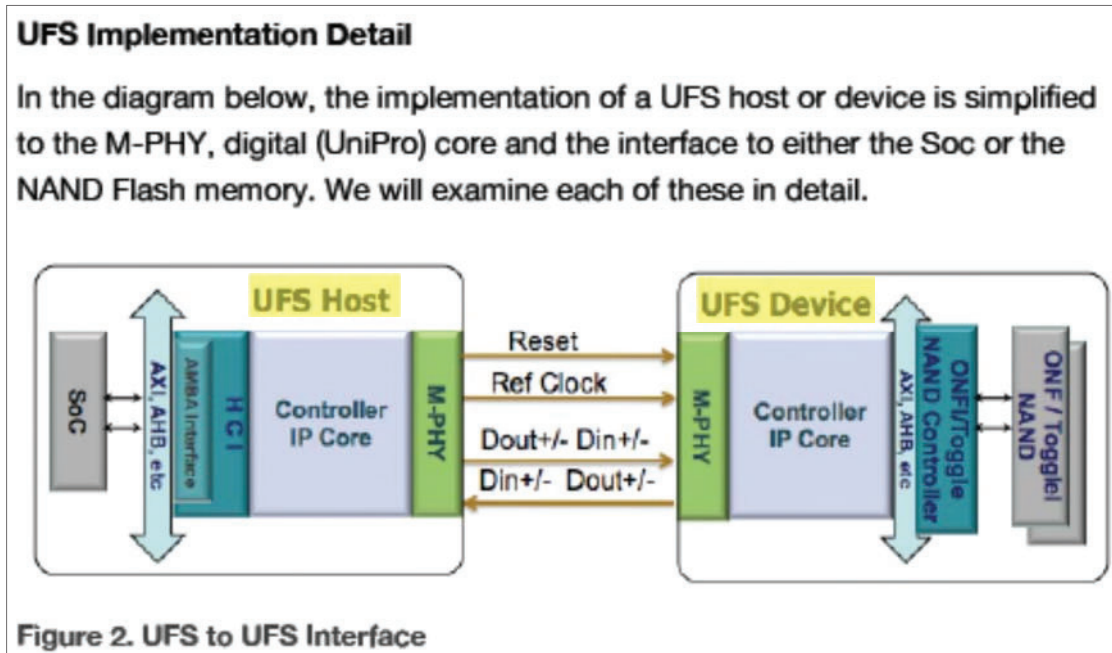 UFS Implementation Detail
In the diagram below, the implementation of a UFS host or device is simplified
to the M-PHY, digital (UniPro) core and the interface to either the Soc or the
NAND Flash memory. We will examine each of these in detail.
UFS Host
SoC
AXI, AHB, etc
AMBA Interface
HCI
Controller
IP Core
M-PHY
Reset
Ref Clock
Dout+/- Din+/-
Din+/- Dout+/-
UFS Device
M-PHY
Controller
IP Core
AXI, AHB, etc
ONFI/Toggle
NAND Controller
ONF / Togglel
NAND
Figure 2. UFS to UFS Interface